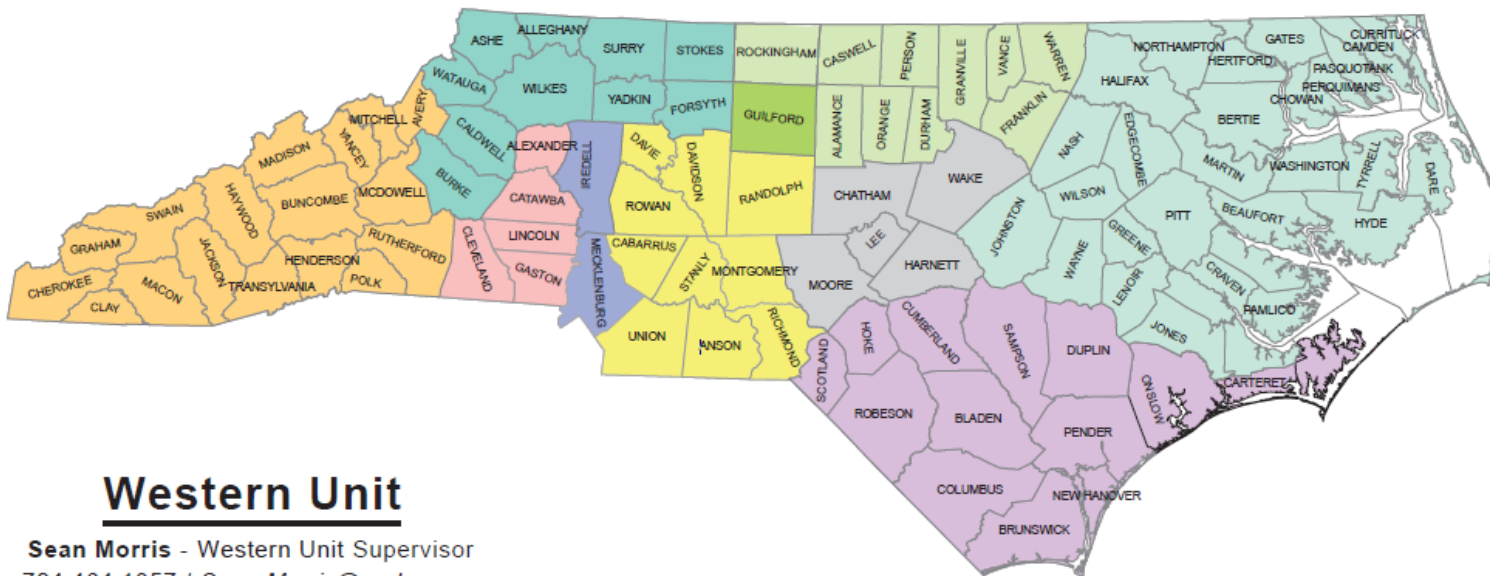 ASHE
ALLEGHANY
SURRY
STOKES
ROCKINGHAM
CASWELL
PERSON
GRANVILLE
VANCE
WARREN
NORTHAMPTON
GATES
CURRITUCK
CAMDEN
HERTFORD
PASQUOTANK
PERQUIMANS
CHOWAN
HALIFAX
WATAUGA
WILKES
YADKIN
FORSYTH
GUILFORD
ALAMANCE
ORANGE
DURHAM
FRANKLIN
NASH
EDGECOMBE
BERTIE
MARTIN
WASHINGTON
TYRRELL
DARE
AVERY
MITCHELL
YANCEY
MADISON
CALDWELL
BURKE
ALEXANDER
IREDELL
DAVIE
DAVIDSON
RANDOLPH
CHATHAM
WAKE
WILSON
JOHNSTON
PITT
BEAUFORT
HYDE
HAYWOOD
BUNCOMBE
MCDOWELL
CATAWBA
ROWAN
SWAIN
GRAHAM
JACKSON
HENDERSON
RUTHERFORD
CLEVELAND
LINCOLN
CABARRUS
STANLY
MONTGOMERY
LEE
HARNETT
WAYNE
GREENE
LENOIR
CRAVEN
PAMLICO
CHEROKEE
CLAY
MACON
TRANSYLVANIA
POLK
GASTON
MECKLENBURG
MOORE
JONES
UNION
ANSON
RICHMOND
SCOTLAND
HOKE
CUMBERLAND
SAMPSON
DUPLIN
ONSLOW
CARTERET
ROBESON
BLADEN
PENDER
COLUMBUS
NEW HANOVER
BRUNSWICK
Western Unit
Sean Morris - Western Unit Supervisor